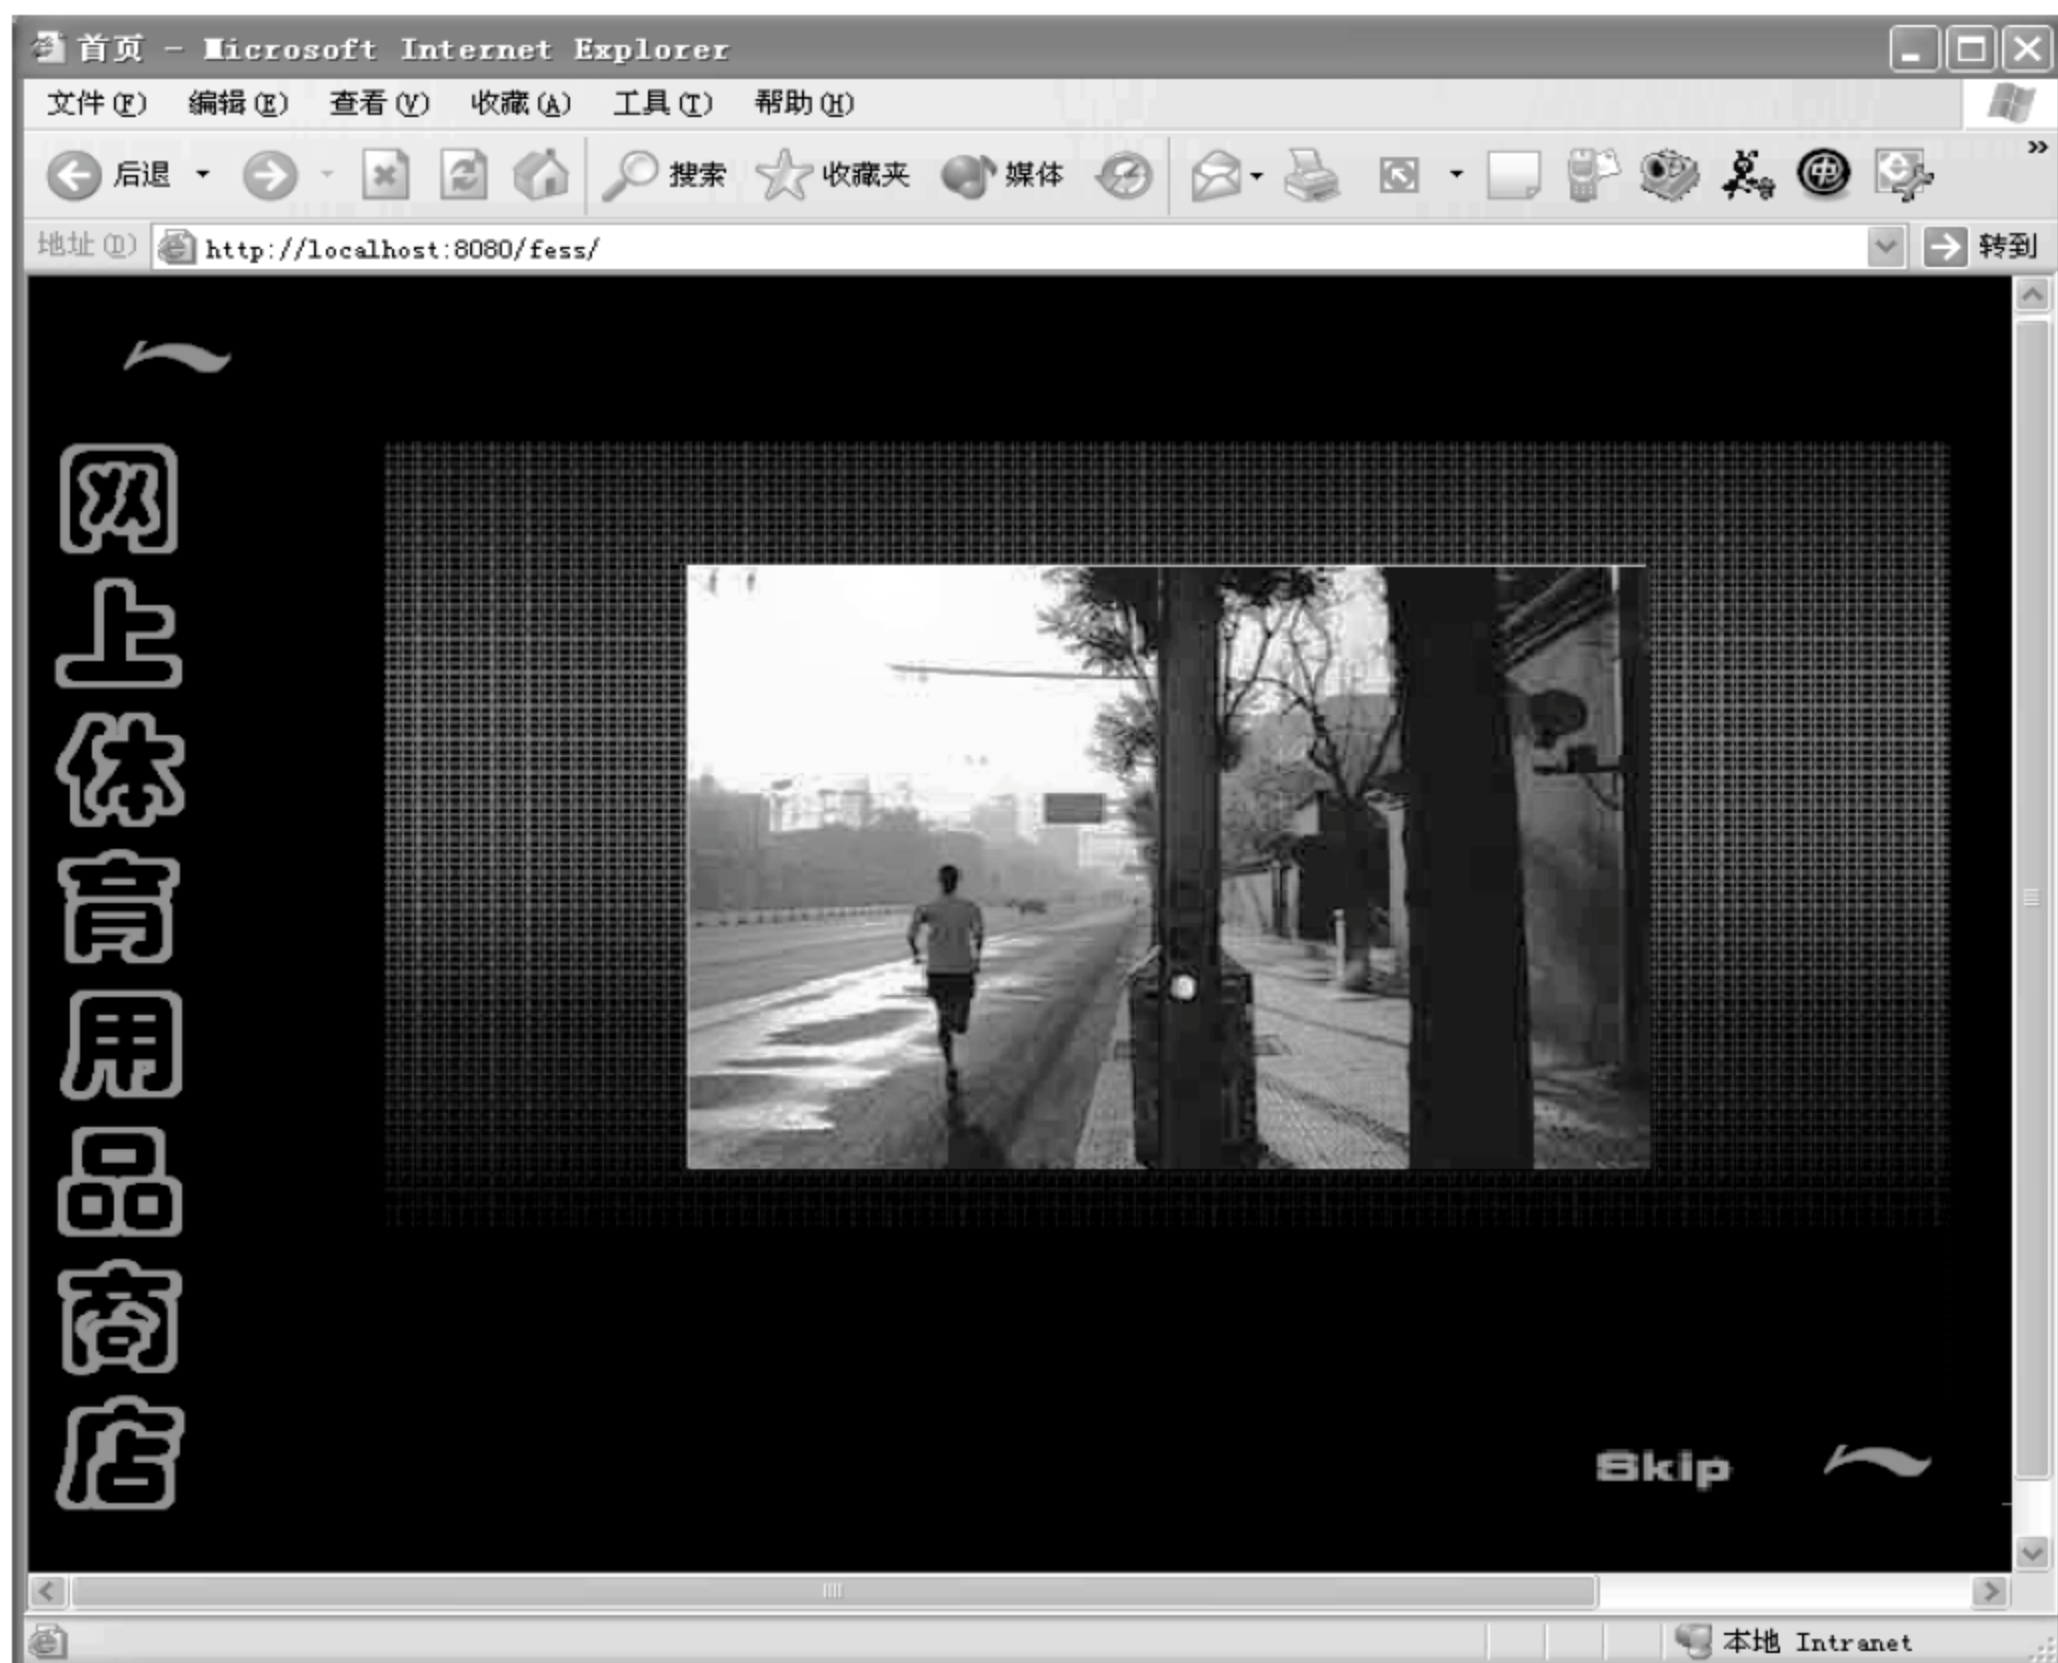 首页 - Microsoft Internet Explorer
文件(F) 编辑(E) 查看(V) 收藏(A) 工具(T) 帮助(H)
后退 搜索 收藏夹 媒体 中 »
地址(D) http://localhost:8080/fess/ 转到
网上体育用品商店
Skip
本地 Intranet